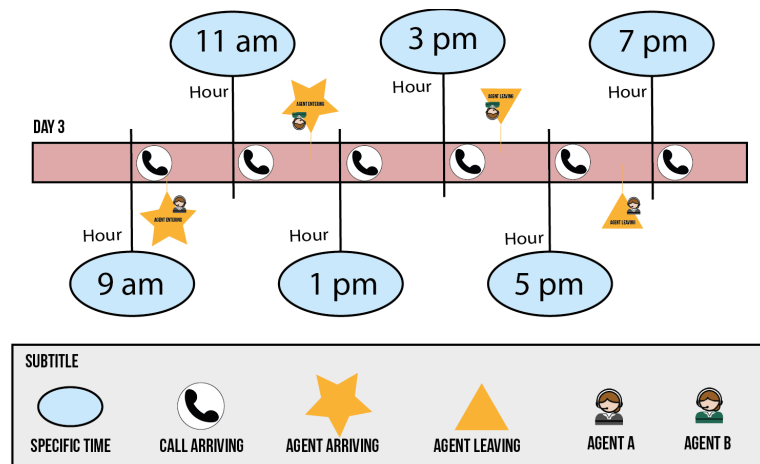 11 am
3 pm
7 pm
Hour
Hour
Hour
AGENT ENTERING
AGENT LEAVING
DAY 3
AGENT ENTERING
AGENT LEAVING
Hour
Hour
Hour
9 am
1 pm
5 pm
SUBTITLE
SPECIFIC TIME
CALL ARRIVING
AGENT ARRIVING
AGENT LEAVING
AGENT A
AGENT B